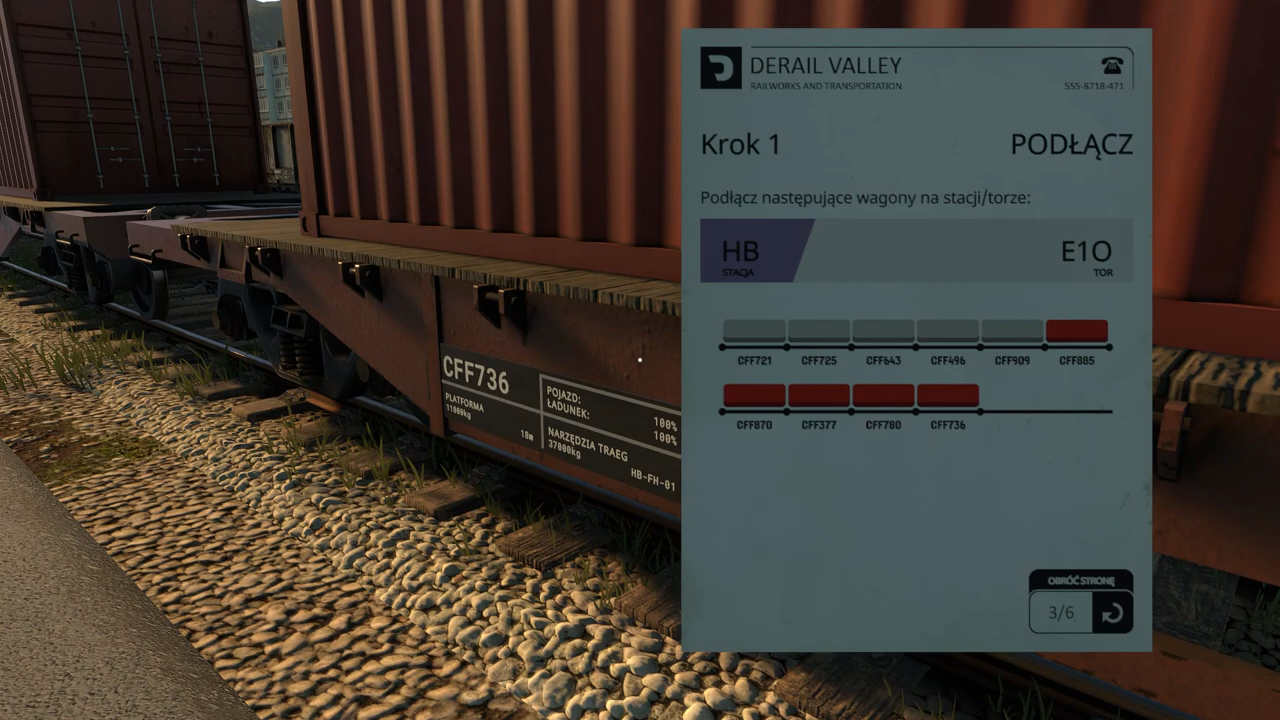 DERAIL VALLEY
RAILWORKS AND TRANSPORTATION
555-8718-471
Krok 1
PODŁĄCZ
Podłącz następujące wagony na stacji/torze:
HB
STACJA
E1O
TOR
CFF721 CFF725 CFF643 CFF496 CFF909 CFF885
CFF870 CFF377 CFF780 CFF736
OBRÓĆ STRONĘ
3/6
CFF736
PLATFORMA
11000kg
18m
POJAZD: 100%
ŁADUNEK: 100%
NARZĘDZIA TRAEG
37000kg
HB-FH-01